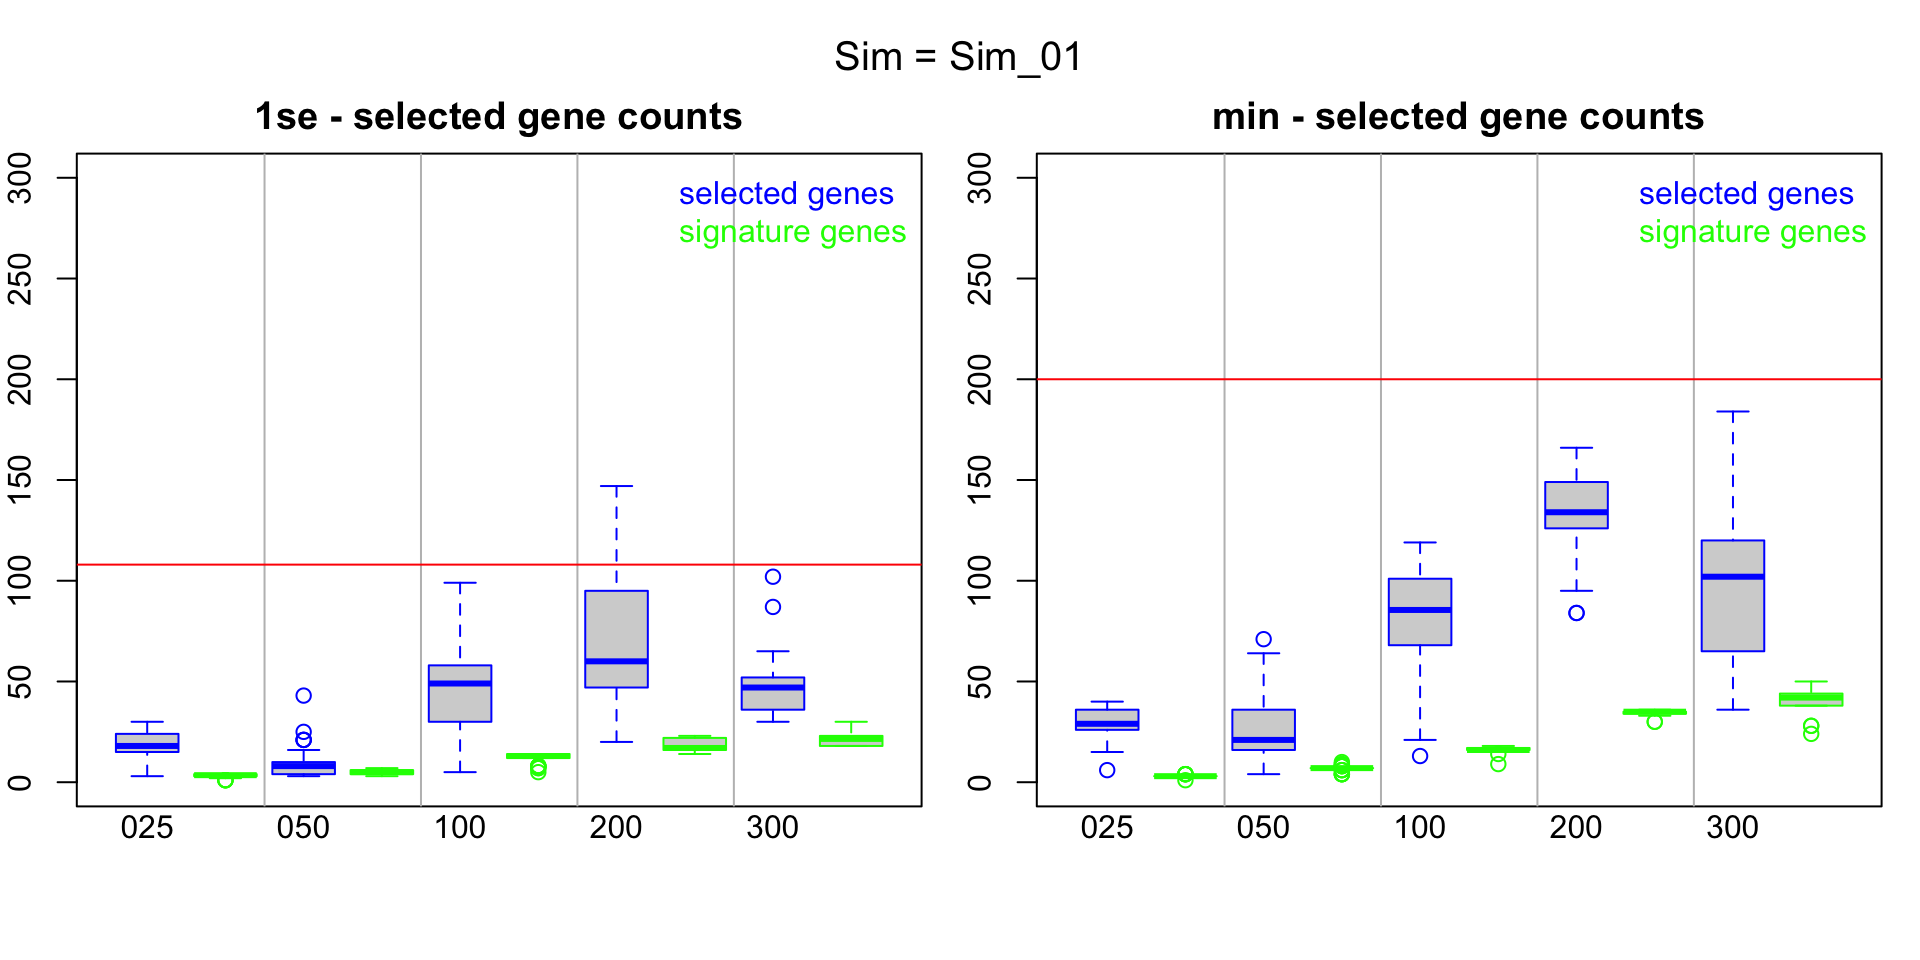 Sim = Sim_01
1se - selected gene counts
300
250
200
150
100
50
0
selected genes
signature genes
025 050 100 200 300
min - selected gene counts
300
250
200
150
100
50
0
selected genes
signature genes
025 050 100 200 300